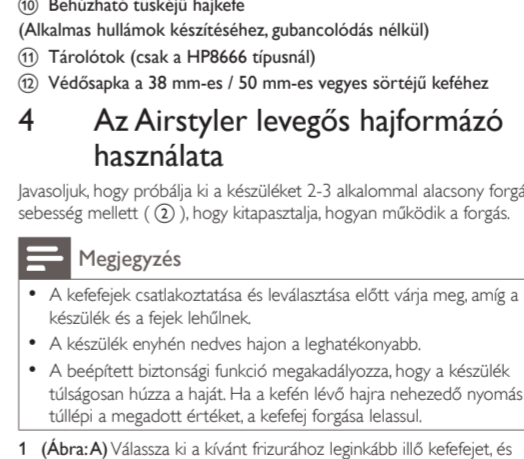 ⑩ Behúzható tüskéjű hajkefe
(Alkalmas hullámok készítéséhez, gubancolódás nélkül)
⑪ Tárolótok (csak a HP8666 típusnál)
⑫ Védősapka a 38 mm-es / 50 mm-es vegyes sörtéjű keféhez
4 Az Airstyler levegős hajformázó
használata
Javasoljuk, hogy próbálja ki a készüléket 2-3 alkalommal alacsony forgá
sebesség mellett ( ② ), hogy kitapasztalja, hogyan működik a forgás.
Megjegyzés
• A kefefejek csatlakoztatása és leválasztása előtt várja meg, amíg a
készülék és a fejek lehűlnek.
• A készülék enyhén nedves hajon a leghatékonyabb.
• A beépített biztonsági funkció megakadályozza, hogy a készülék
túlságosan húzza a haját. Ha a kefén lévő hajra nehezedő nyomás
túllépi a megadott értéket, a kefefej forgása lelassul.
1 (Ábra: A) Válassza ki a kívánt frizurához leginkább illő kefefejet, és